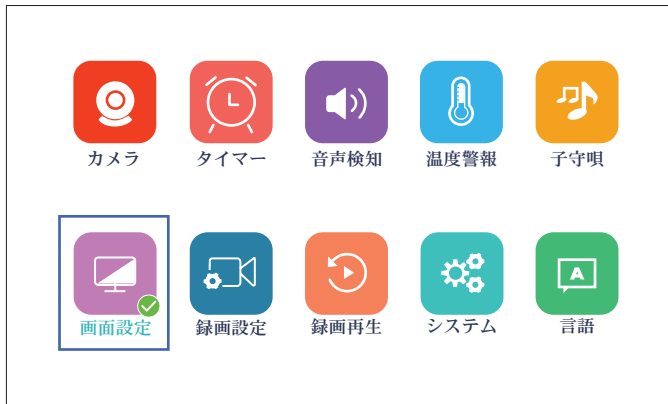 カメラ
タイマー
音声検知
温度警報
子守唄
画面設定
録画設定
録画再生
システム
A
言語